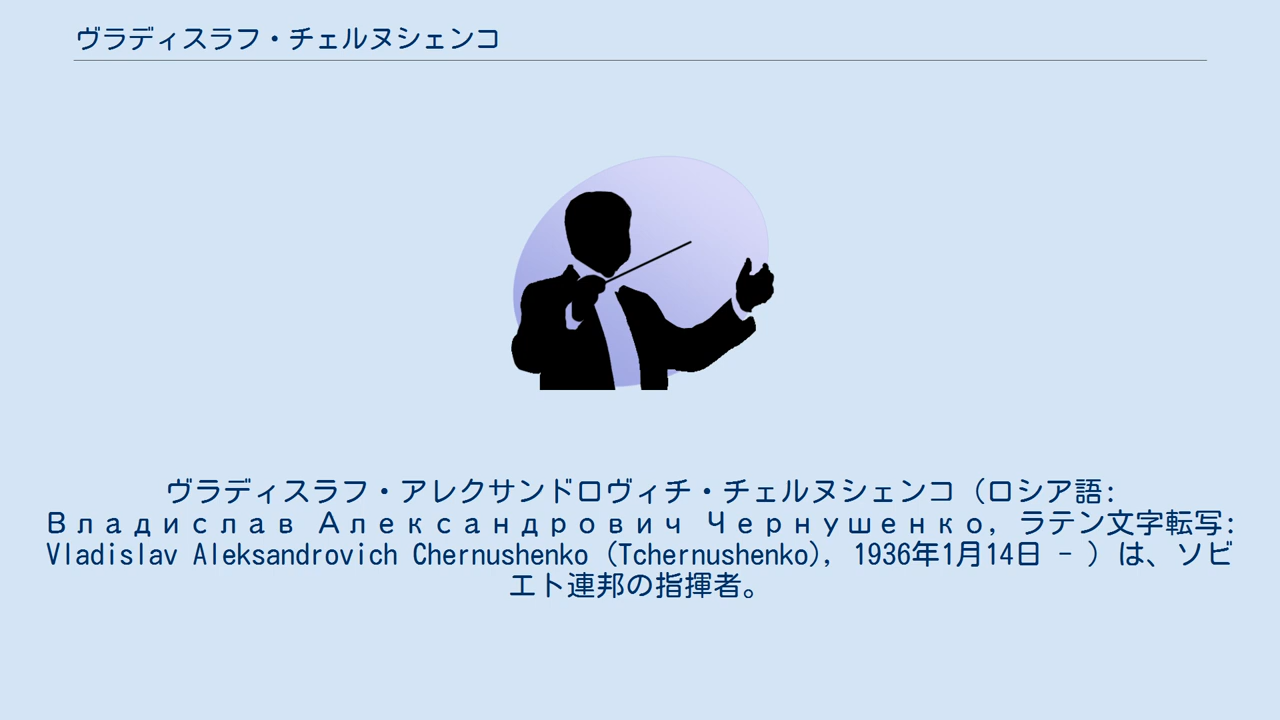 ヴラディスラフ・チェルヌシェンコ
ヴラディスラフ・アレクサンドロヴィチ・チェルヌシェンコ（ロシア語:
Владислав Александрович Чернушенко, ラテン文字転写:
Vladislav Aleksandrovich Chernushenko (Tchernushenko), 1936年1月14日 - ）は、ソビ
エト連邦の指揮者。